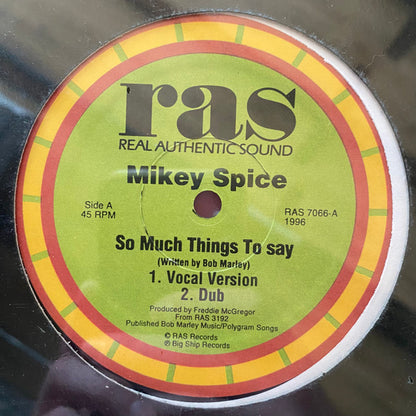 ras
REAL AUTHENTIC SOUND
Mikey Spice
Side A
45 RPM
RAS 7066-A
1996
So Much Things To say
(Written by Bob Marley)
1. Vocal Version
2. Dub
Produced by Freddie McGregor
From RAS 3192
Published Bob Marley Music/Polygram Songs
© RAS Records
℗ Big Ship Records